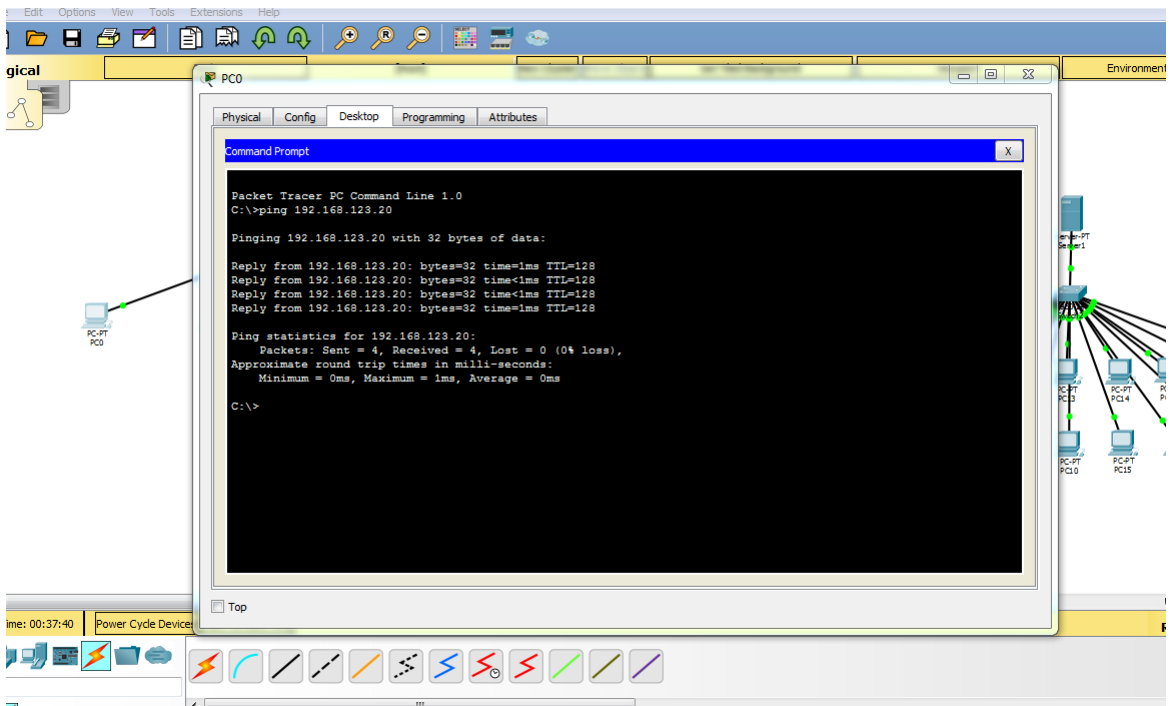 Edit Options View Tools Extensions Help
gical
Environment
PC0
Physical Config Desktop Programming Attributes
Command Prompt
X
Packet Tracer PC Command Line 1.0
C:\>ping 192.168.123.20
Pinging 192.168.123.20 with 32 bytes of data:
Reply from 192.168.123.20: bytes=32 time=1ms TTL=128
Reply from 192.168.123.20: bytes=32 time<1ms TTL=128
Reply from 192.168.123.20: bytes=32 time<1ms TTL=128
Reply from 192.168.123.20: bytes=32 time=1ms TTL=128
Ping statistics for 192.168.123.20:
Packets: Sent = 4, Received = 4, Lost = 0 (0% loss),
Approximate round trip times in milli-seconds:
Minimum = 0ms, Maximum = 1ms, Average = 0ms
C:\>
PC-PT
PC0
PC-PT
PC14
PC-PT
PC10
PC-PT
PC15
Top
ime: 00:37:40 Power Cycle Devices